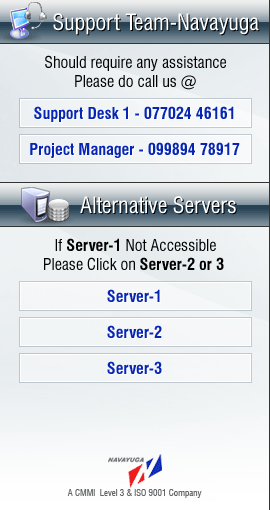 Support Team-Navayuga
Should require any assistance
Please do call us @
Support Desk 1 - 077024 46161
Project Manager - 099894 78917
Alternative Servers
If Server-1 Not Accessible
Please Click on Server-2 or 3
Server-1
Server-2
Server-3
NAVAYUGA
A CMMI Level 3 & ISO 9001 Company